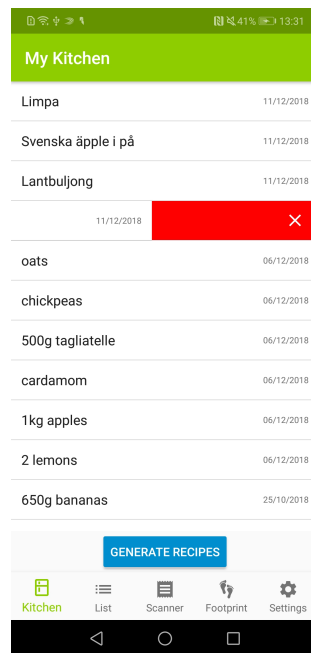 41% 13:31
My Kitchen
Limpa 11/12/2018
Svenska äpple i på 11/12/2018
Lantbuljong 11/12/2018
11/12/2018
oats 06/12/2018
chickpeas 06/12/2018
500g tagliatelle 06/12/2018
cardamom 06/12/2018
1kg apples 06/12/2018
2 lemons 06/12/2018
650g bananas 25/10/2018
GENERATE RECIPES
Kitchen List Scanner Footprint Settings